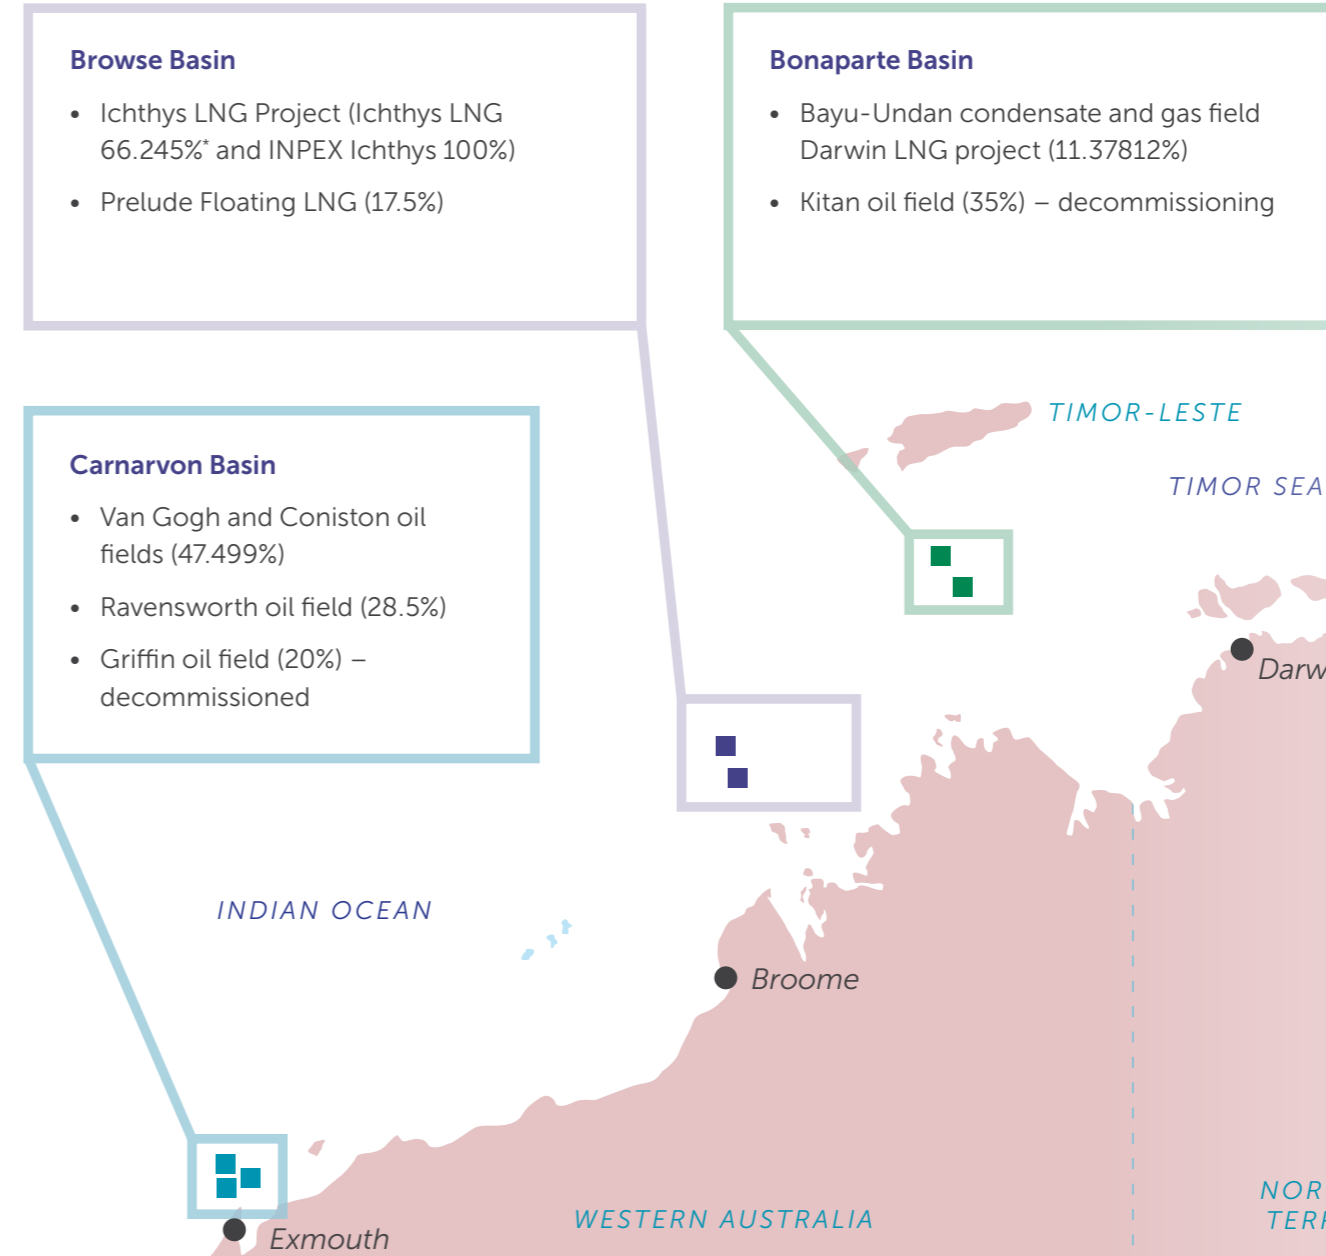 Browse Basin
• Ichthys LNG Project (Ichthys LNG
66.245%* and INPEX Ichthys 100%)
• Prelude Floating LNG (17.5%)
Bonaparte Basin
• Bayu-Undan condensate and gas field
Darwin LNG project (11.37812%)
• Kitan oil field (35%) – decommissioning
Carnarvon Basin
• Van Gogh and Coniston oil
fields (47.499%)
• Ravensworth oil field (28.5%)
• Griffin oil field (20%) –
decommissioned
TIMOR-LESTE
TIMOR SEA
Darw
INDIAN OCEAN
Broome
WESTERN AUSTRALIA
NOR
TERR
Exmouth